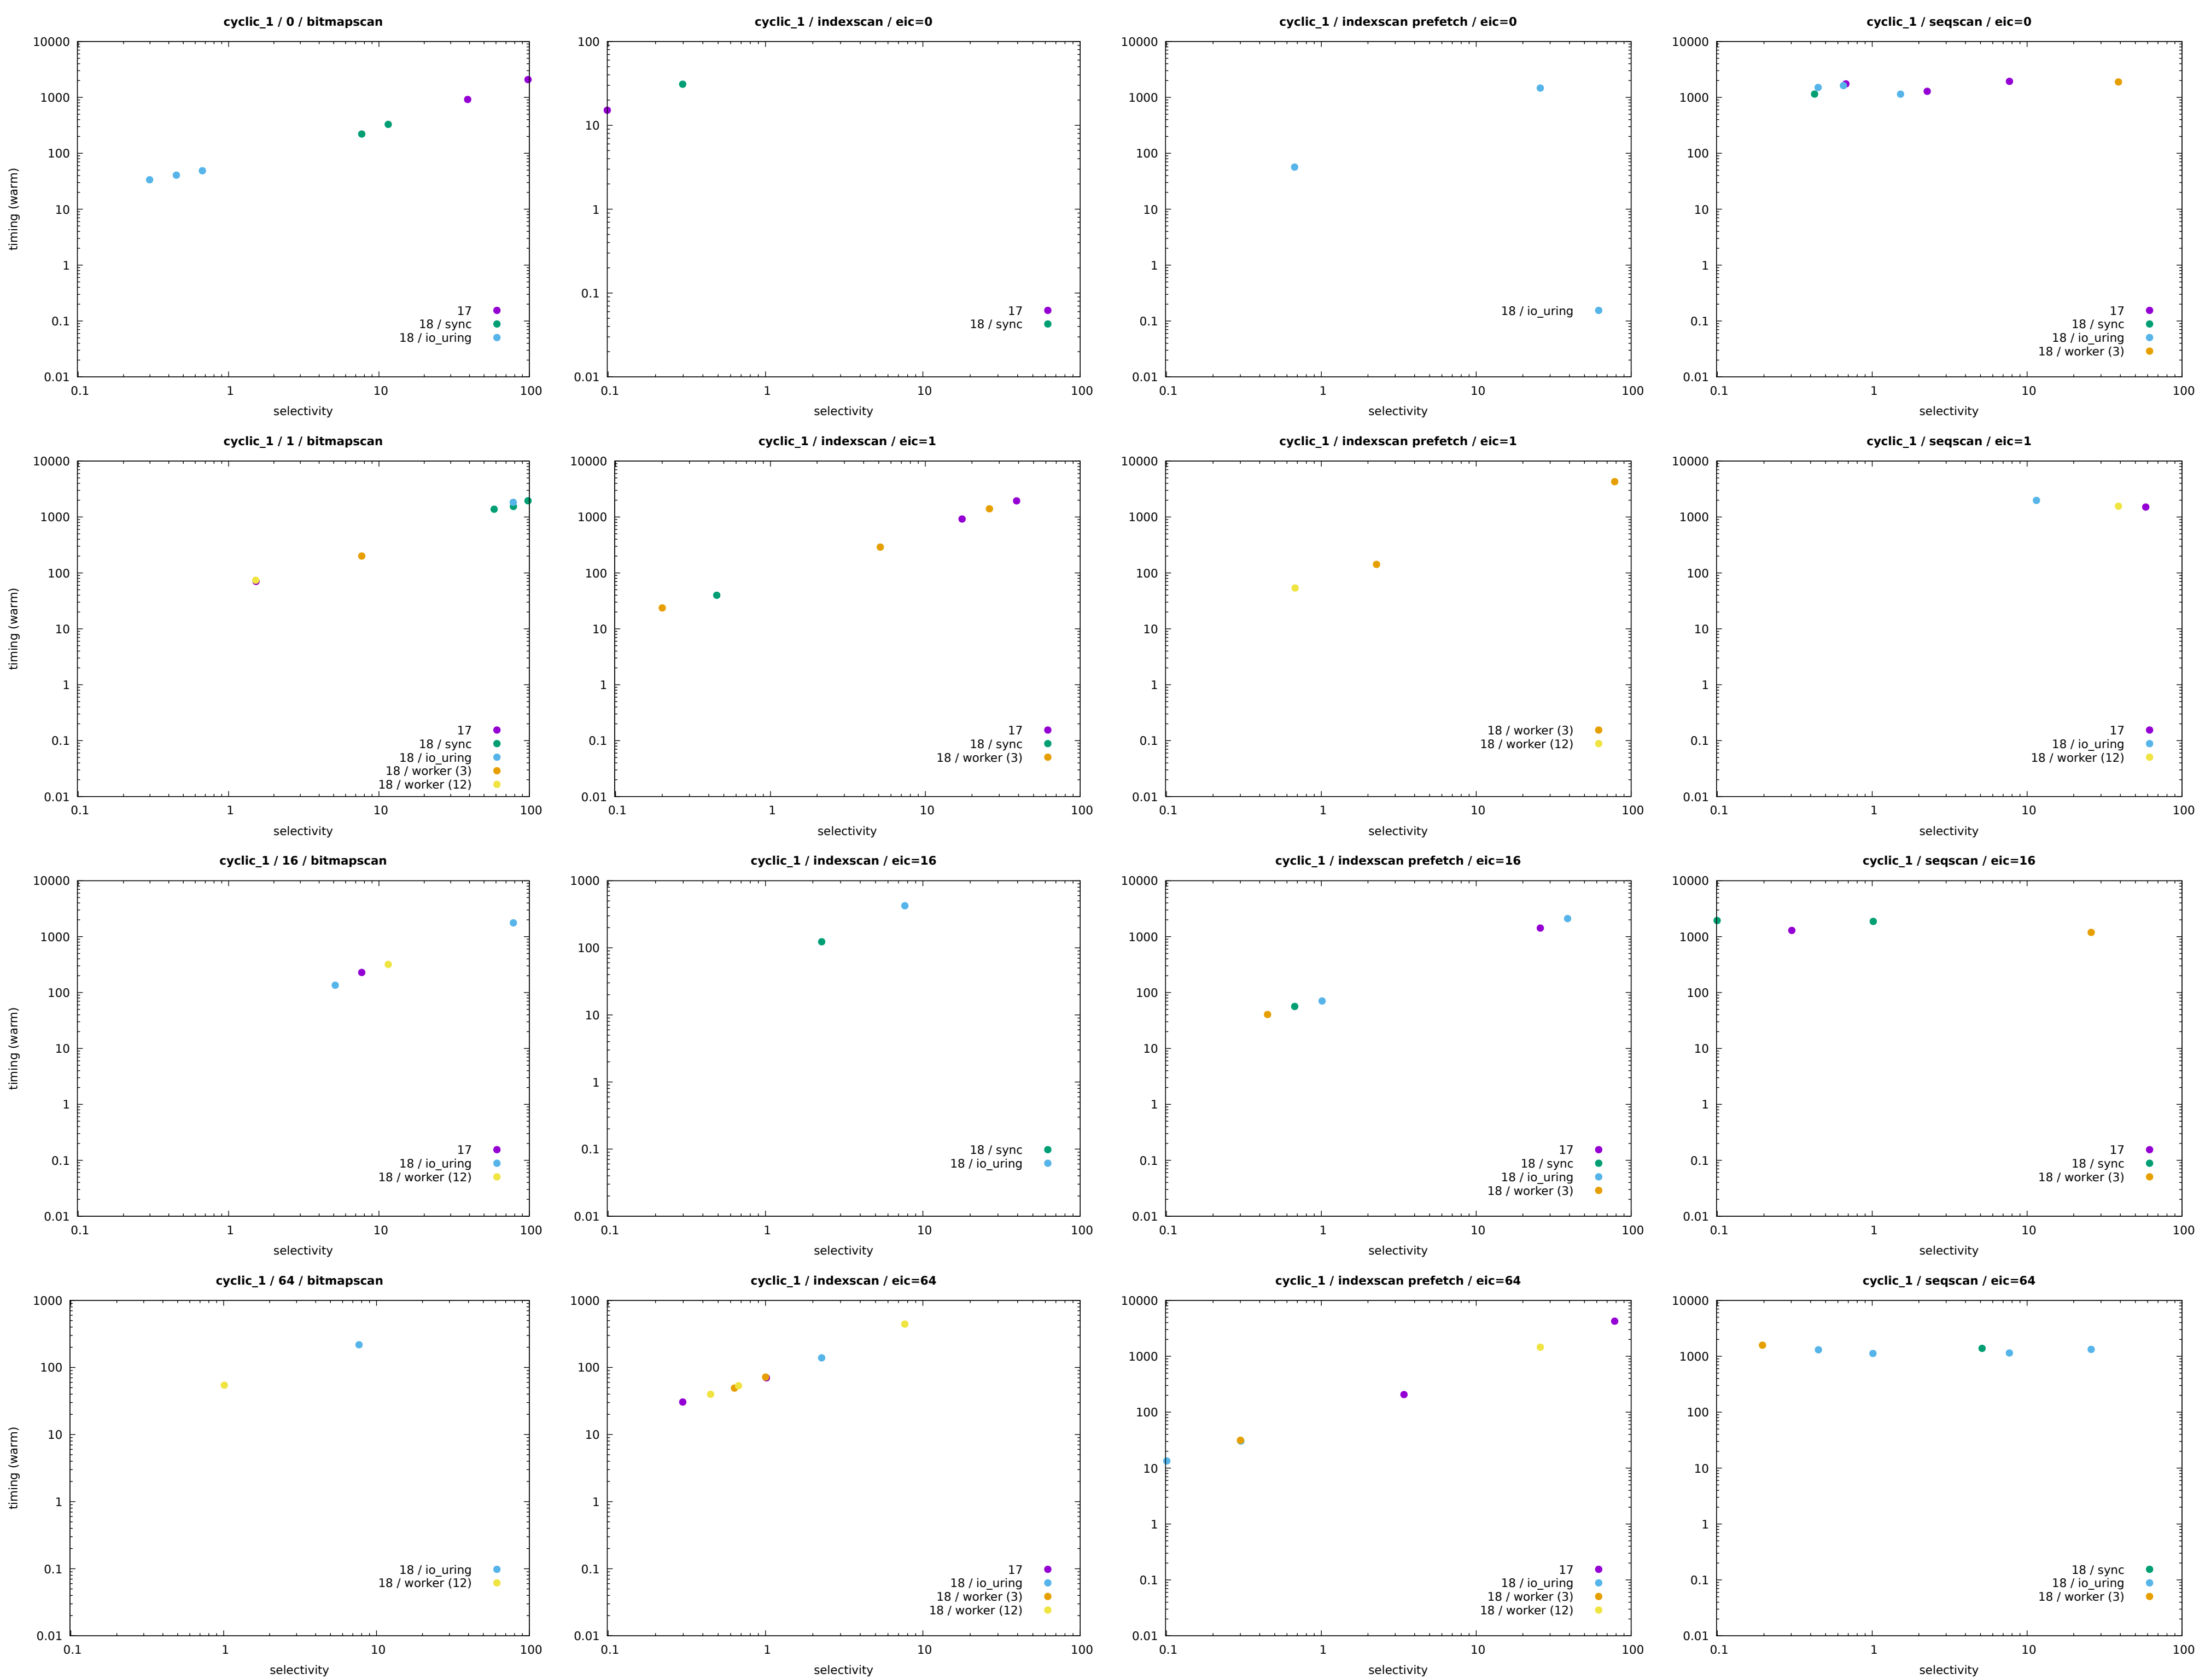 cyclic_1 / 0 / bitmapscan
10000
1000
100
10
1
0.1
0.01
0.1 1 10 100
timing (warm)
selectivity
17
18 / sync
18 / io_uring
cyclic_1 / indexscan / eic=0
100
10
1
0.1
0.01
0.1 1 10 100
selectivity
17
18 / sync
cyclic_1 / indexscan prefetch / eic=0
10000
1000
100
10
1
0.1
0.01
0.1 1 10 100
selectivity
18 / io_uring
cyclic_1 / seqscan / eic=0
10000
1000
100
10
1
0.1
0.01
0.1 1 10 100
selectivity
17
18 / sync
18 / io_uring
18 / worker (3)
cyclic_1 / 1 / bitmapscan
10000
1000
100
10
1
0.1
0.01
0.1 1 10 100
timing (warm)
selectivity
17
18 / sync
18 / io_uring
18 / worker (3)
18 / worker (12)
cyclic_1 / indexscan / eic=1
10000
1000
100
10
1
0.1
0.01
0.1 1 10 100
selectivity
17
18 / sync
18 / worker (3)
cyclic_1 / indexscan prefetch / eic=1
10000
1000
100
10
1
0.1
0.01
0.1 1 10 100
selectivity
18 / worker (3)
18 / worker (12)
cyclic_1 / seqscan / eic=1
10000
1000
100
10
1
0.1
0.01
0.1 1 10 100
selectivity
17
18 / io_uring
18 / worker (12)
cyclic_1 / 16 / bitmapscan
10000
1000
100
10
1
0.1
0.01
0.1 1 10 100
timing (warm)
selectivity
17
18 / io_uring
18 / worker (12)
cyclic_1 / indexscan / eic=16
1000
100
10
1
0.1
0.01
0.1 1 10 100
selectivity
18 / sync
18 / io_uring
cyclic_1 / indexscan prefetch / eic=16
10000
1000
100
10
1
0.1
0.01
0.1 1 10 100
selectivity
17
18 / sync
18 / io_uring
18 / worker (3)
cyclic_1 / seqscan / eic=16
10000
1000
100
10
1
0.1
0.01
0.1 1 10 100
selectivity
17
18 / sync
18 / worker (3)
cyclic_1 / 64 / bitmapscan
1000
100
10
1
0.1
0.01
0.1 1 10 100
timing (warm)
selectivity
18 / io_uring
18 / worker (12)
cyclic_1 / indexscan / eic=64
1000
100
10
1
0.1
0.01
0.1 1 10 100
selectivity
17
18 / io_uring
18 / worker (3)
18 / worker (12)
cyclic_1 / indexscan prefetch / eic=64
10000
1000
100
10
1
0.1
0.01
0.1 1 10 100
selectivity
17
18 / io_uring
18 / worker (3)
18 / worker (12)
cyclic_1 / seqscan / eic=64
10000
1000
100
10
1
0.1
0.01
0.1 1 10 100
selectivity
18 / sync
18 / io_uring
18 / worker (3)